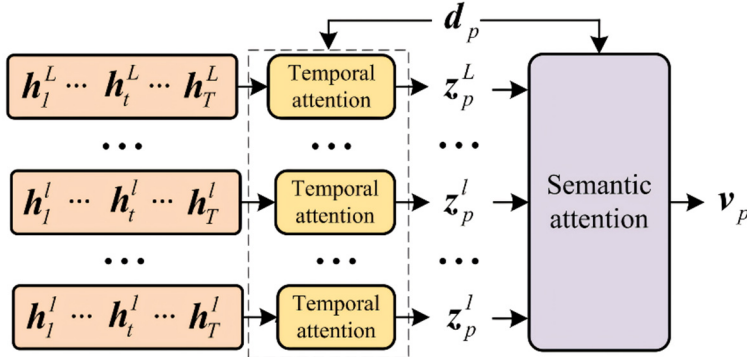 d_p
h_1^L ... h_t^L ... h_T^L
Temporal
attention
z_p^L
... ... ...
h_1^l ... h_t^l ... h_T^l
Temporal
attention
z_p^l
Semantic
attention
v_p
... ... ...
h_1^1 ... h_t^1 ... h_T^1
Temporal
attention
z_p^1